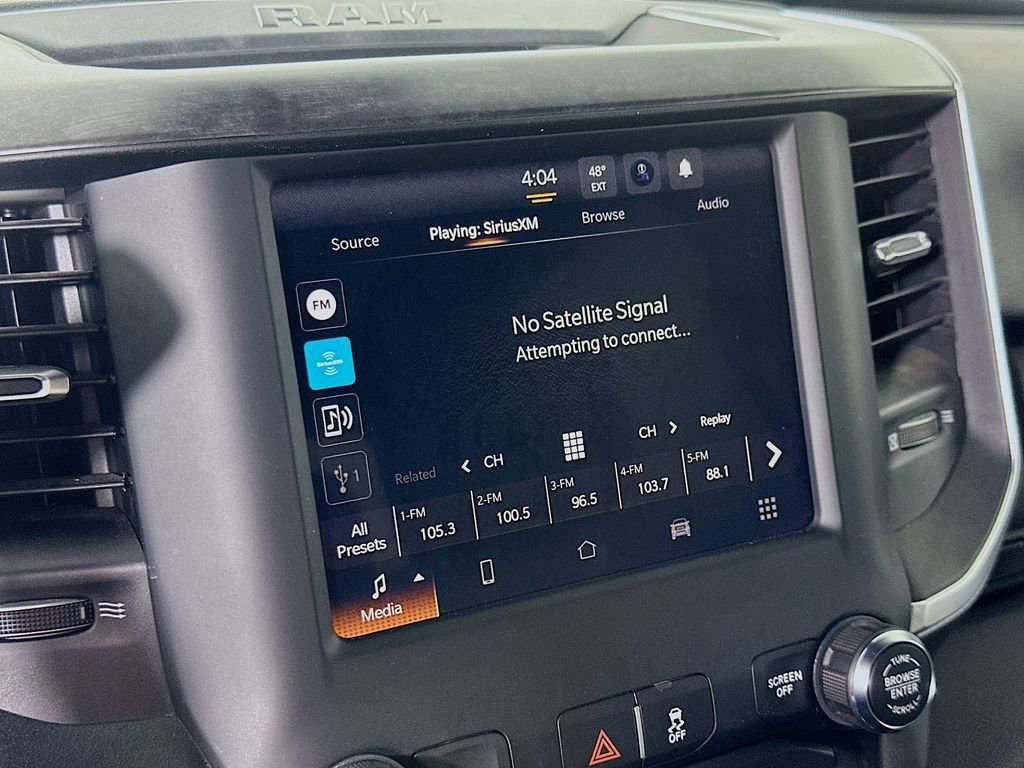 RAM
4:04
48°
EXT
Source
Playing: SiriusXM
Browse
Audio
FM
SiriusXM
No Satellite Signal
Attempting to connect...
1
Related
CH
CH
Replay
All
Presets
1-FM
105.3
2-FM
100.5
3-FM
96.5
4-FM
103.7
5-FM
88.1
Media
OFF
SCREEN
OFF
TUNE
BROWSE
ENTER
SCROLL